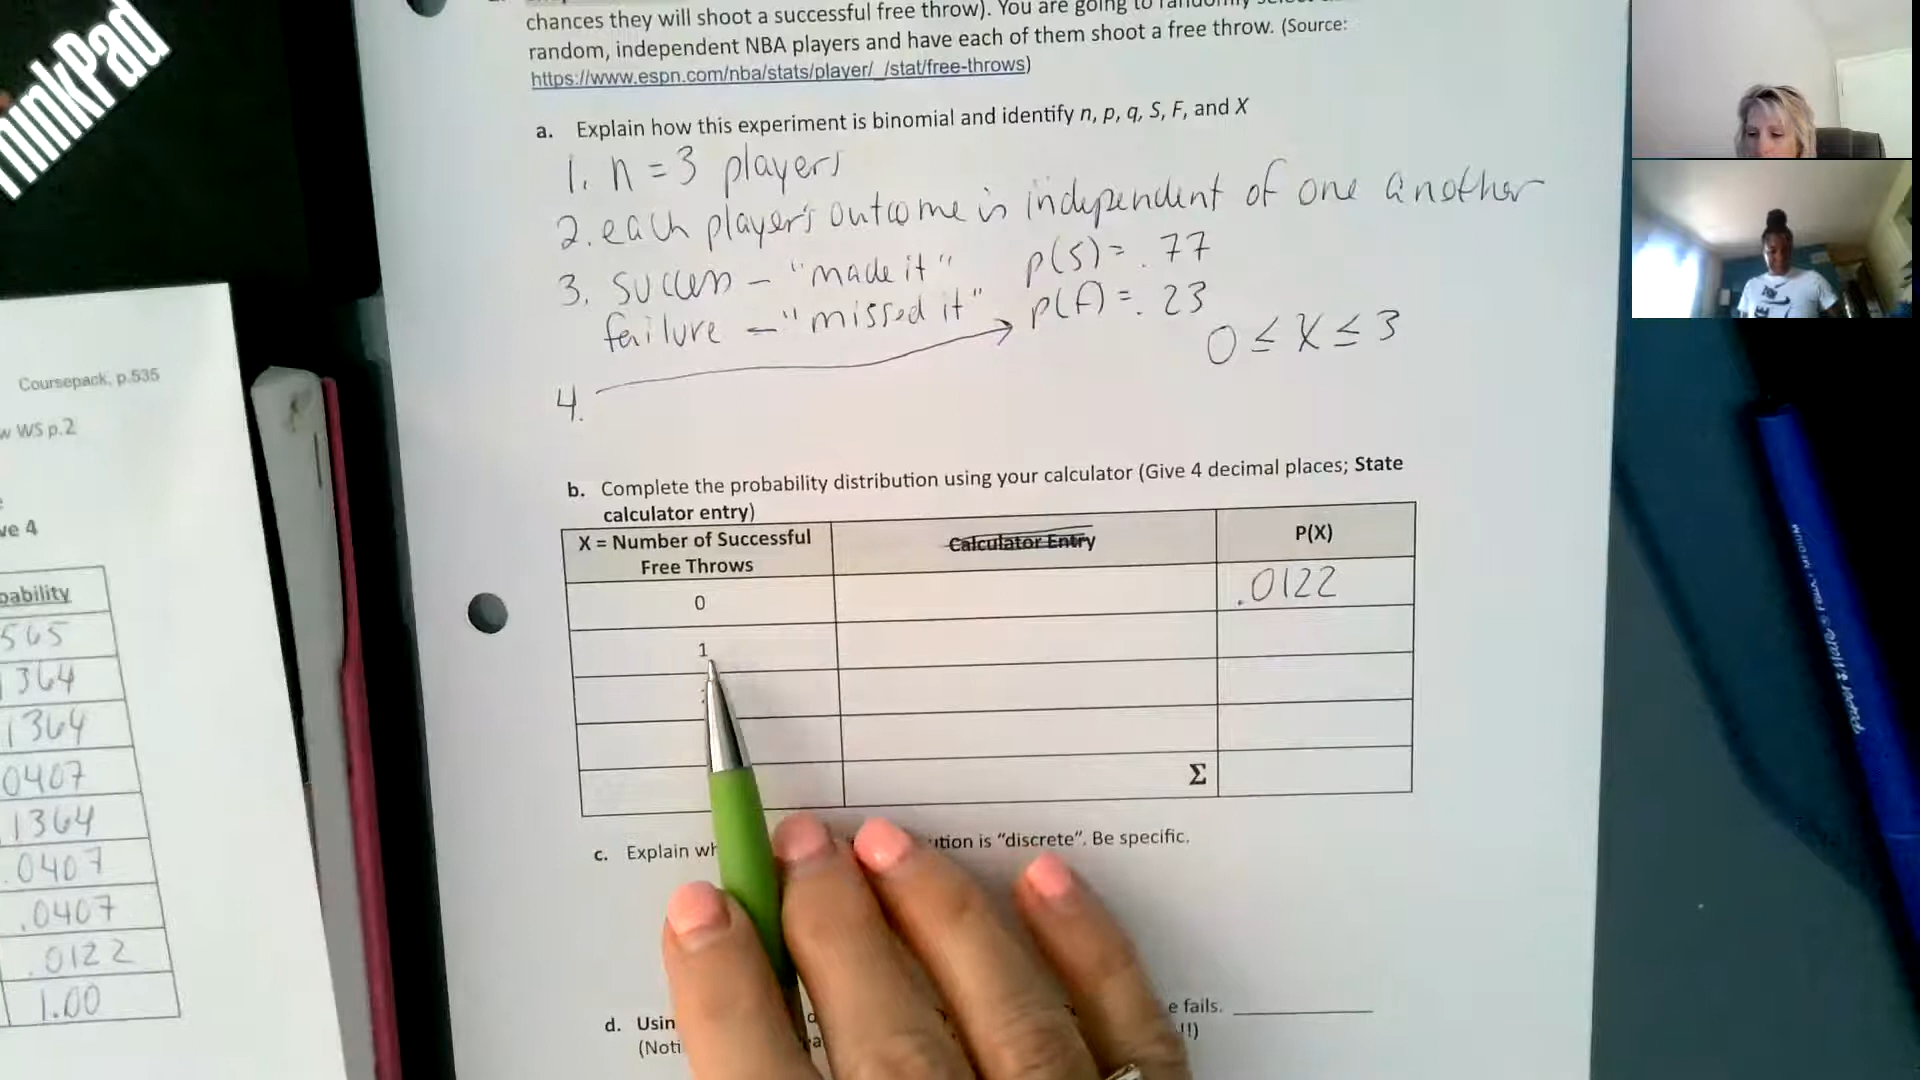 ThinkPad
chances they will shoot a successful free throw). You are going to randomly select
random, independent NBA players and have each of them shoot a free throw. (Source:
https://www.espn.com/nba/stats/player/_/stat/free-throws)
a. Explain how this experiment is binomial and identify n, p, q, S, F, and X
1. n = 3 players
2. each player's outcome is independent of one another
3. success – "made it" p(S) = .77
failure – "missed it" p(F) = .23
0 ≤ X ≤ 3
4.
b. Complete the probability distribution using your calculator (Give 4 decimal places; State
calculator entry)
X = Number of Successful
Free Throws
Calculator Entry
P(X)
0 .0122
1
Σ
c. Explain is "discrete". Be specific.
d. e fails.
Coursepack, p.535
w WS p.2
ve 4
565
1364
1364
0407
1364
.0407
.0407
.0122
1.00
Paper Mate